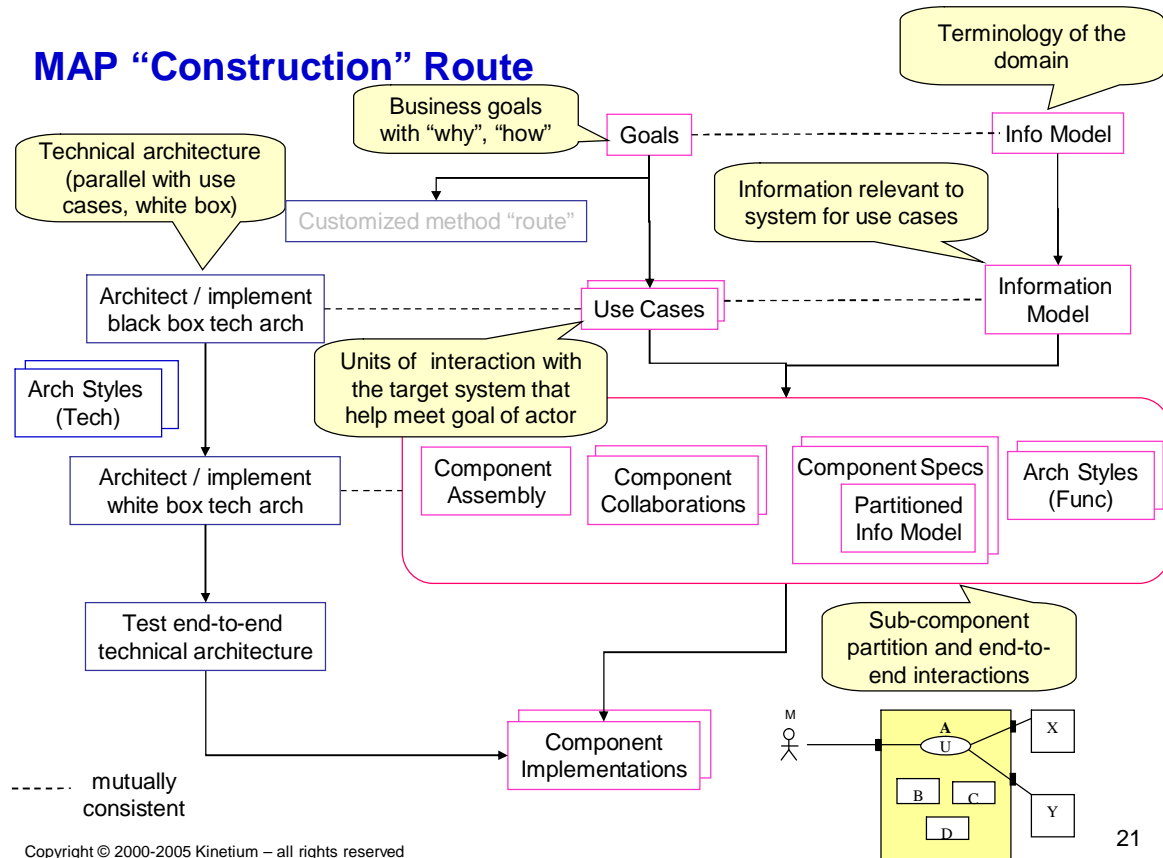 MAP “Construction” Route
Terminology of the
domain
Business goals
with “why”, “how”
Goals
Info Model
Technical architecture
(parallel with use
cases, white box)
Information relevant to
system for use cases
Customized method “route”
Architect / implement
black box tech arch
Use Cases
Information
Model
Units of interaction with
the target system that
help meet goal of actor
Arch Styles
(Tech)
Architect / implement
white box tech arch
Component
Assembly
Component
Collaborations
Component Specs
Partitioned
Info Model
Arch Styles
(Func)
Test end-to-end
technical architecture
Sub-component
partition and end-to-
end interactions
Component
Implementations
M
A
U
X
B
C
D
Y
mutually
consistent
Copyright © 2000-2005 Kinetium – all rights reserved
21